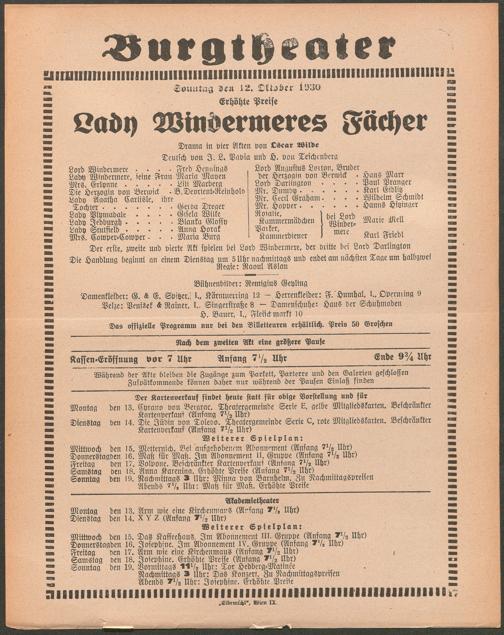 Burgtheater
Sonntag den 12. Oktober 1930
Erhöhte Preise
Lady Windermeres Fächer
Drama in vier Akten von Oscar Wilde
Deutsch von J. L. Pavia und H. von Teschenberg
Lord Windermere . . . . . Fred Hennings
Lady Windermere, seine Frau Maria Mayen
Mrs. Erlynne . . . . . Lili Marberg
Die Herzogin von Berwick . B. Devrient-Reinhold
Lady Agathe Carlisle, ihre
Tochter . . . . . Gerda Dreger
Lady Plymdale . . . . Gisela Wilke
Lady Jedburgh . . . . Blanka Glossy
Lady Stutfield . . . . Anna Horak
Mrs. Cowper-Cowper . . . Maria Burg
Lord Augustus Lorton, Bruder
der Herzogin von Berwick . Hans Marr
Lord Darlington . . . . Paul Pranger
Mr. Dumby . . . . . Karl Eidlitz
Mr. Cecil Graham . . . . Wilhelm Schmidt
Mr. Hopper . . . . .
Rosalie, Kammermädchen bei Lord Windermere Marie Mell
Parker, Kammerdiener Karl Friedl
Der erste, zweite und vierte Akt spielen bei Lord Windermere, der dritte bei Lord Darlington
Die Handlung beginnt an einem Dienstag um 5 Uhr nachmittags und endet am nächsten Tage um halbzwei
Regie: Raoul Aslan
Bühnenbilder: Remigius Geyling
Damenkleider: G. & E. Spitzer, I., Kärntnerring 12 — Herrenkleider: F. Humhal, I., Opernring 9
Pelze: Penizek & Rainer, I., Singerstraße 8 — Damenschuhe: Haus der Schuhmoden
H. Bauer, I., Fleischmarkt 10
Das offizielle Programm nur bei den Billetteuren erhältlich. Preis 50 Groschen
Nach dem zweiten Akt eine größere Pause
Kassen-Eröffnung vor 7 Uhr Anfang 7½ Uhr Ende 9¾ Uhr
Während der Akte bleiben die Zugänge zum Parkett, Parterre und den Galerien geschlossen
Zuspätkommende können daher nur während der Pausen Einlaß finden
Der Kartenverkauf findet heute statt für obige Vorstellung und für
Montag den 13. Cyrano von Bergerac. Theatergemeinde Serie E, gelbe Mitgliedskarten. Beschränkter
Kartenverkauf (Anfang 7½ Uhr)
Dienstag den 14. Die Jüdin von Toledo. Theatergemeinde Serie C, rote Mitgliedskarten. Beschränkter
Kartenverkauf (Anfang 7½ Uhr)
Weiterer Spielplan:
Mittwoch den 15. Metternich. Bei aufgehobenem Abonnement (Anfang 7½ Uhr)
Donnerstag den 16. Maß für Maß. Im Abonnement II. Gruppe (Anfang 7½ Uhr)
Freitag den 17. Volpone. Beschränkter Kartenverkauf (Anfang 7½ Uhr)
Samstag den 18. Anna Karenina. Erhöhte Preise (Anfang 7½ Uhr)
Sonntag den 19. Nachmittags 3 Uhr: Minna von Barnhelm. Zu Nachmittagspreisen
Abends 7½ Uhr: Maß für Maß. Erhöhte Preise
Akademietheater
Montag den 13. Arm wie eine Kirchenmaus (Anfang 7½ Uhr)
Dienstag den 14. X Y Z (Anfang 7½ Uhr)
Weiterer Spielplan:
Mittwoch den 15. Das Kaffeehaus. Im Abonnement III. Gruppe (Anfang 7½ Uhr)
Donnerstag den 16. Josephine. Im Abonnement IV. Gruppe (Anfang 7½ Uhr)
Freitag den 17. Arm wie eine Kirchenmaus (Anfang 7½ Uhr)
Samstag den 18. Josephine. Erhöhte Preise (Anfang 7½ Uhr)
Sonntag den 19. Vormittags 11½ Uhr: Tor Hedberg-Matinée
Nachmittags 3 Uhr: Das Konzert. Zu Nachmittagspreisen
Abends 7½ Uhr: Josephine. Erhöhte Preise
„Elbemühl“, Wien IX.